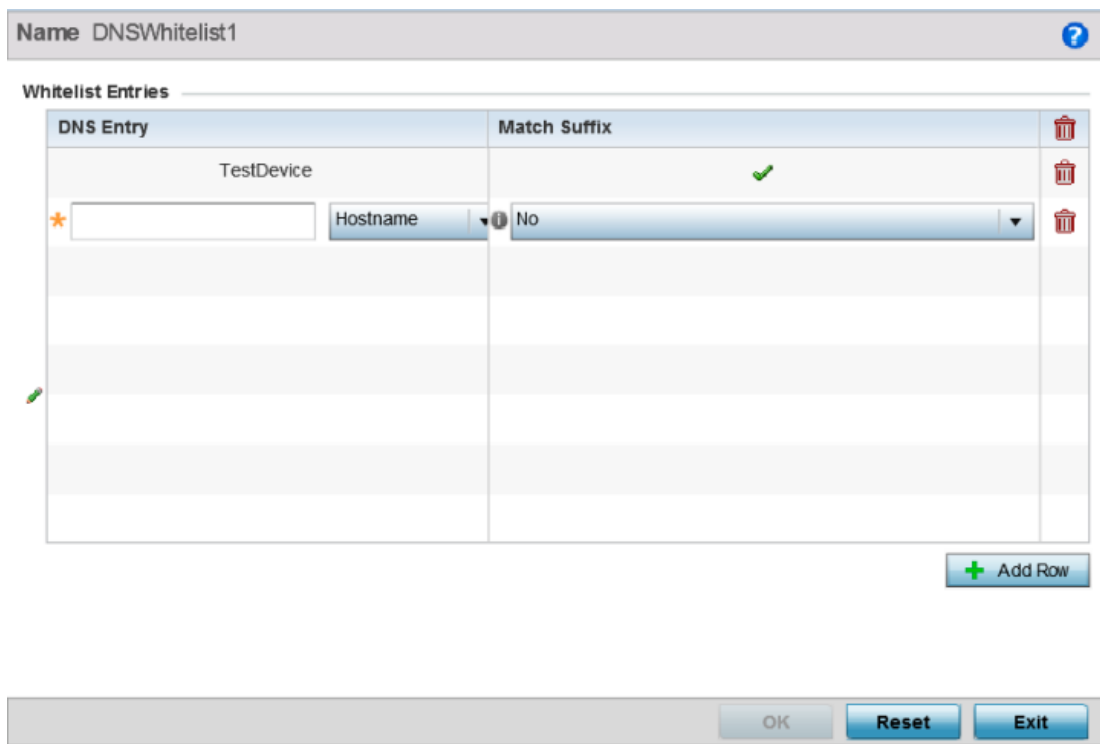 Name DNSWhitelist1
Whitelist Entries
DNS Entry Match Suffix
TestDevice
Hostname No
Add Row
OK Reset Exit